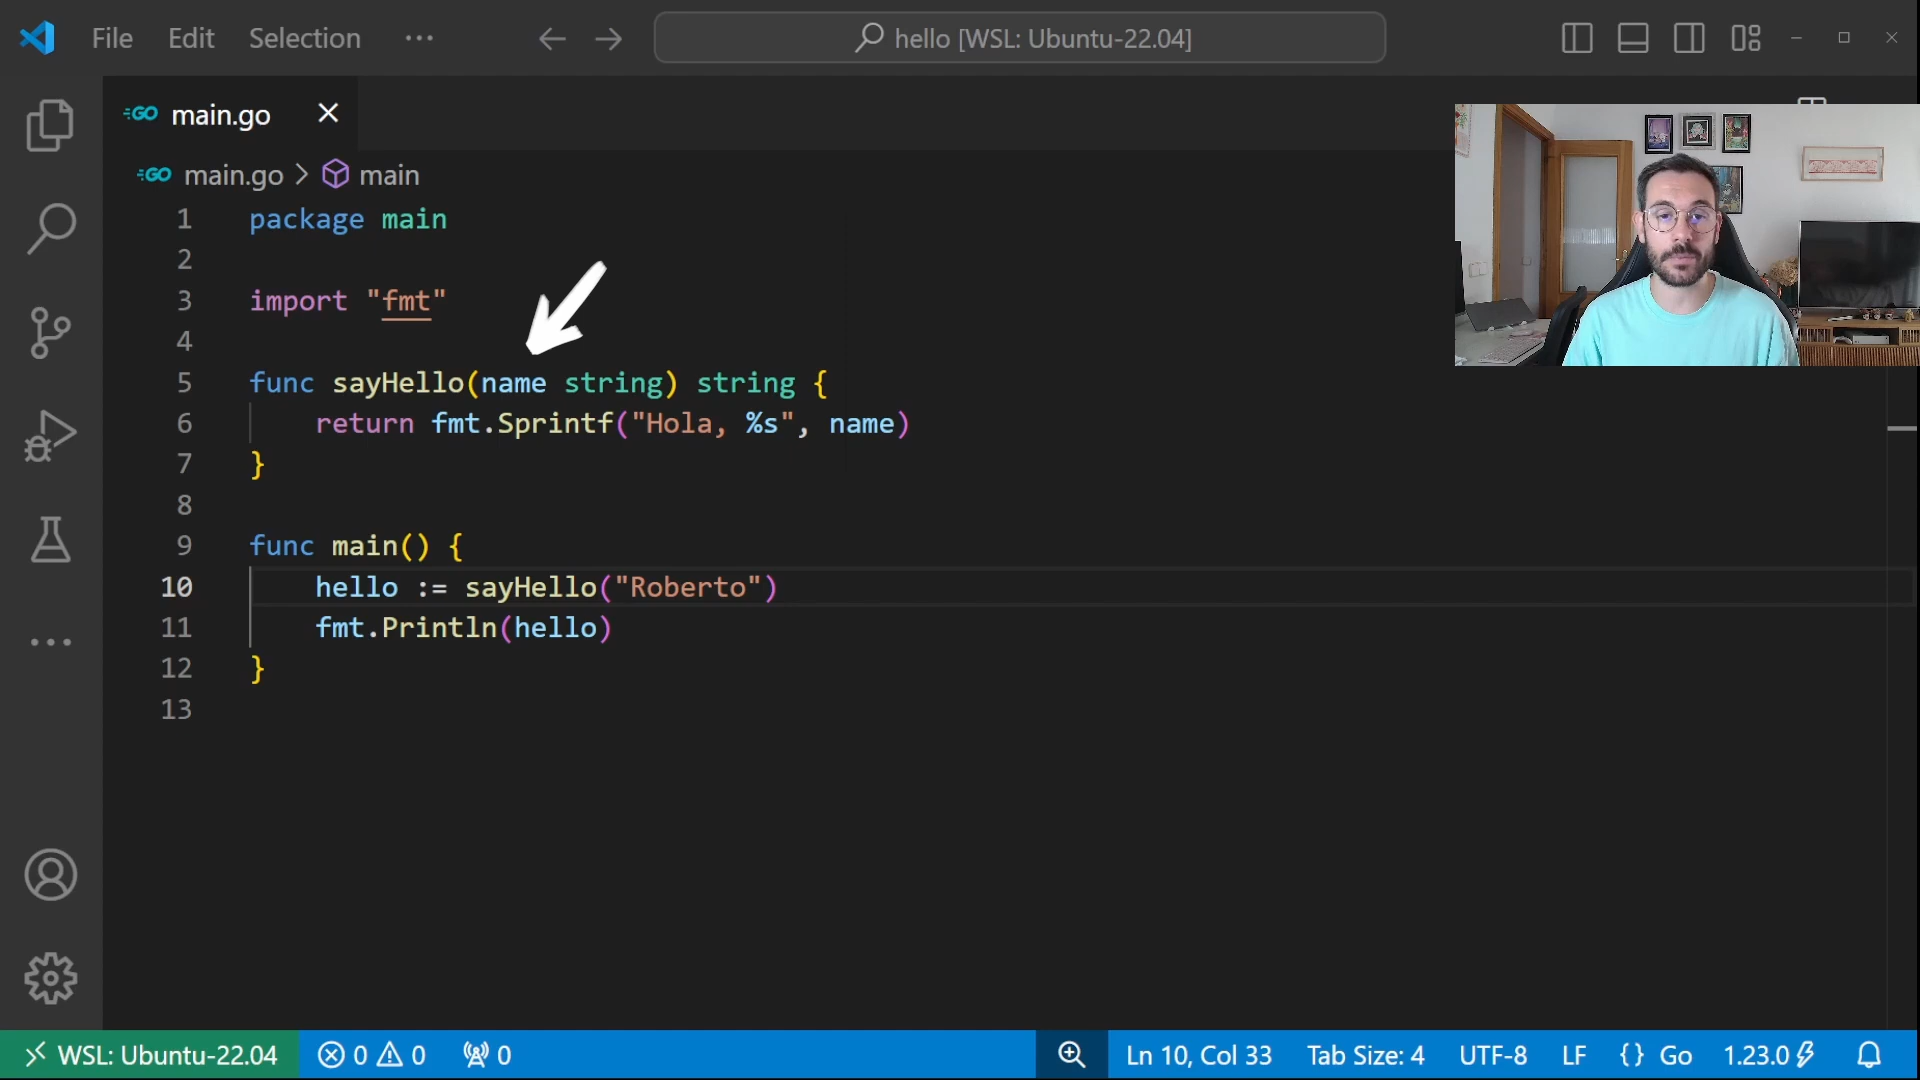 File Edit Selection ···
hello [WSL: Ubuntu-22.04]
GO main.go
GO main.go > main
1 package main
2
3 import "fmt"
4
5 func sayHello(name string) string {
6 return fmt.Sprintf("Hola, %s", name)
7 }
8
9 func main() {
10 hello := sayHello("Roberto")
11 fmt.Println(hello)
12 }
13
WSL: Ubuntu-22.04 0 0 0 Ln 10, Col 33 Tab Size: 4 UTF-8 LF {} Go 1.23.0